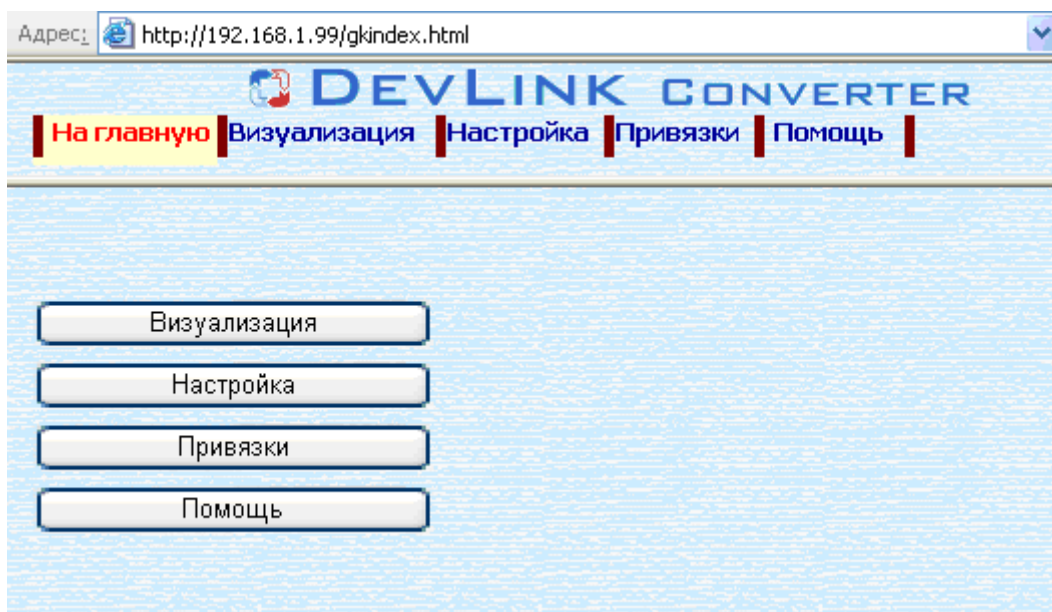 Адрес: http://192.168.1.99/gkindex.html
DEVLINK CONVERTER
На главную Визуализация Настройка Привязки Помощь
Визуализация
Настройка
Привязки
Помощь